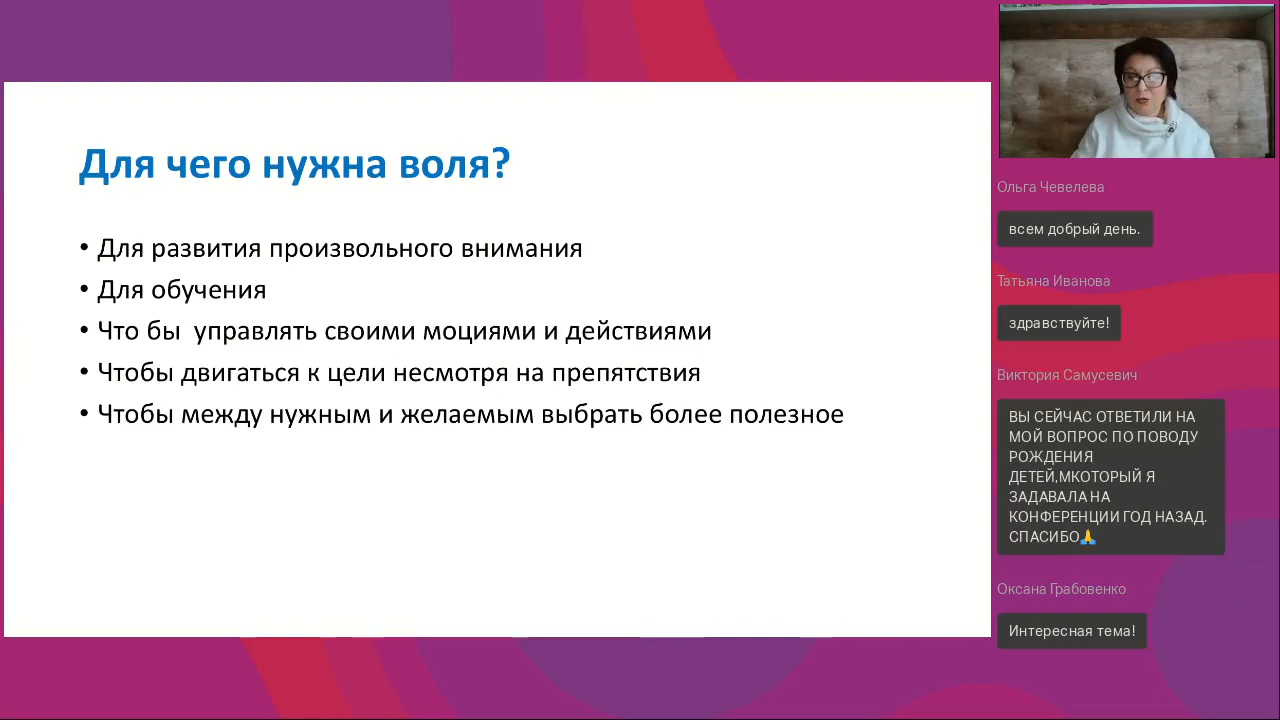 Для чего нужна воля?
• Для развития произвольного внимания
• Для обучения
• Что бы  управлять своими моциями и действиями
• Чтобы двигаться к цели несмотря на препятствия
• Чтобы между нужным и желаемым выбрать более полезное
Ольга Чевелева
всем добрый день.
Татьяна Иванова
здравствуйте!
Виктория Самусевич
ВЫ СЕЙЧАС ОТВЕТИЛИ НА
МОЙ ВОПРОС ПО ПОВОДУ
РОЖДЕНИЯ
ДЕТЕЙ,МКОТОРЫЙ Я
ЗАДАВАЛА НА
КОНФЕРЕНЦИИ ГОД НАЗАД.
СПАСИБО🙏
Оксана Грабовенко
Интересная тема!